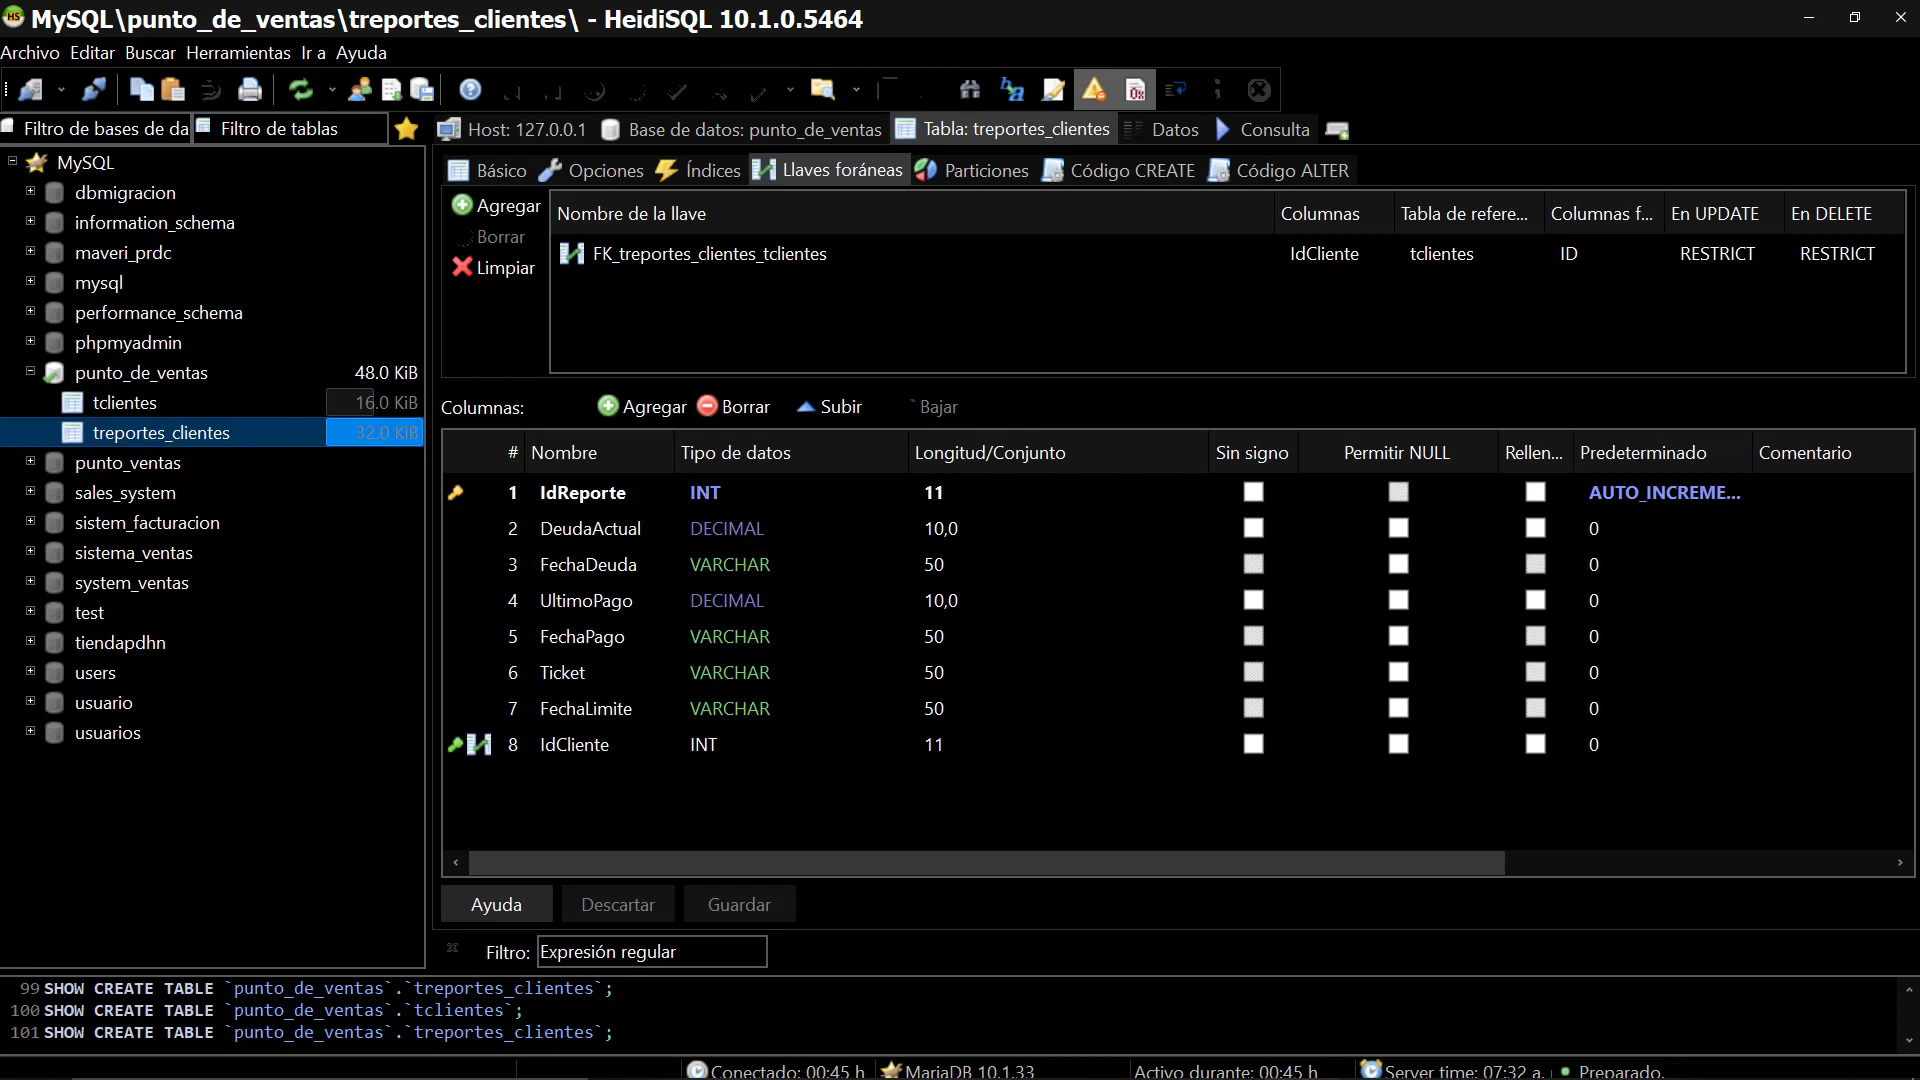 MySQL\punto_de_ventas\treportes_clientes\ - HeidiSQL 10.1.0.5464
Archivo Editar Buscar Herramientas Ir a Ayuda
Filtro de bases de da Filtro de tablas
Host: 127.0.0.1 Base de datos: punto_de_ventas Tabla: treportes_clientes Datos Consulta
MySQL
dbmigracion
information_schema
maveri_prdc
mysql
performance_schema
phpmyadmin
punto_de_ventas 48.0 KiB
tclientes 16.0 KiB
treportes_clientes 32.0 KiB
punto_ventas
sales_system
sistem_facturacion
sistema_ventas
system_ventas
test
tiendapdhn
users
usuario
usuarios
Básico Opciones Índices Llaves foráneas Particiones Código CREATE Código ALTER
Agregar
Borrar
Limpiar
Nombre de la llave Columnas Tabla de refere... Columnas f... En UPDATE En DELETE
FK_treportes_clientes_tclientes IdCliente tclientes ID RESTRICT RESTRICT
Columnas: Agregar Borrar Subir Bajar
# Nombre Tipo de datos Longitud/Conjunto Sin signo Permitir NULL Rellen... Predeterminado Comentario
1 IdReporte INT 11 AUTO_INCREME...
2 DeudaActual DECIMAL 10,0 0
3 FechaDeuda VARCHAR 50 0
4 UltimoPago DECIMAL 10,0 0
5 FechaPago VARCHAR 50 0
6 Ticket VARCHAR 50 0
7 FechaLimite VARCHAR 50 0
8 IdCliente INT 11 0
Ayuda Descartar Guardar
Filtro: Expresión regular
99 SHOW CREATE TABLE `punto_de_ventas`.`treportes_clientes`;
100 SHOW CREATE TABLE `punto_de_ventas`.`tclientes`;
101 SHOW CREATE TABLE `punto_de_ventas`.`treportes_clientes`;
Conectado: 00:45 h MariaDB 10.1.33 Activo durante: 00:45 h Server time: 07:32 a. Preparado.